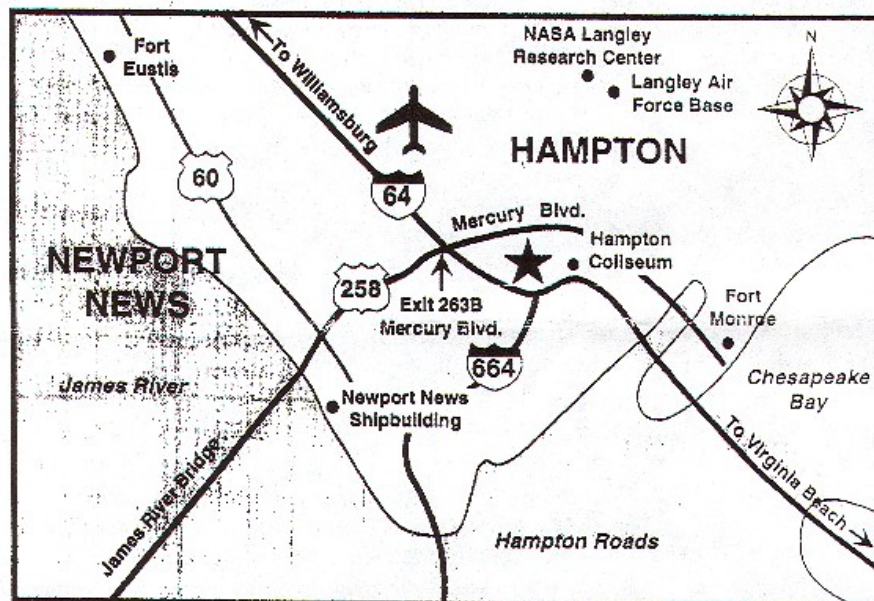 Fort
Eustis
To Williamsburg
NASA Langley
Research Center
Langley Air
Force Base
N
HAMPTON
60
64
Mercury Blvd.
Hampton
Coliseum
NEWPORT
NEWS
258
Exit 263B
Mercury Blvd.
Fort
Monroe
664
James River
Chesapeake
Bay
Newport News
Shipbuilding
To Virginia Beach
James River Bridge
Hampton Roads